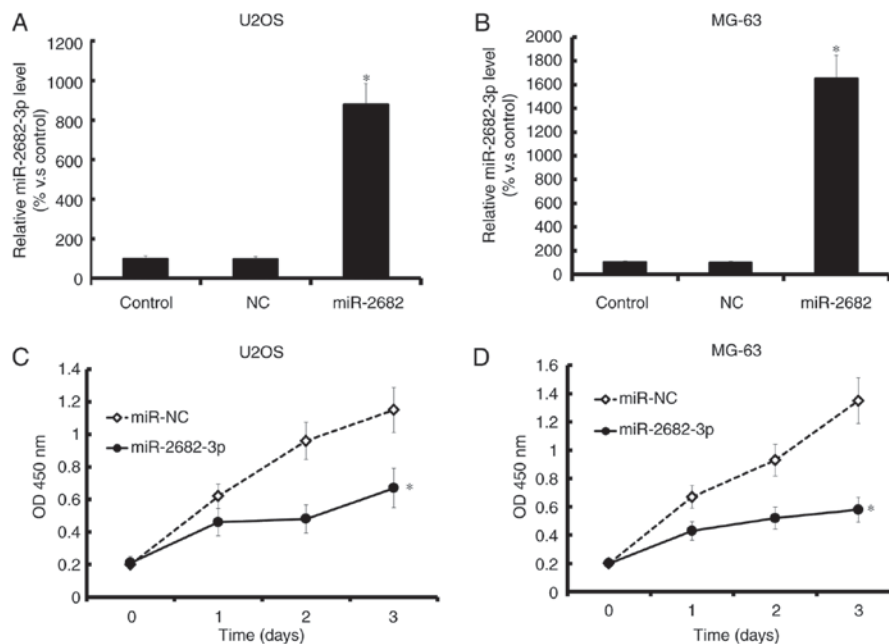 A
U2OS
Relative miR-2682-3p level
(% v.s control)
1200
1000
800
600
400
200
0
Control NC miR-2682
*
B
MG-63
Relative miR-2682-3p level
(% v.s control)
2000
1800
1600
1400
1200
1000
800
600
400
200
0
Control NC miR-2682
*
C
U2OS
OD 450 nm
1.4
1.2
1
0.8
0.6
0.4
0.2
0
miR-NC
miR-2682-3p
*
0 1 2 3
Time (days)
D
MG-63
OD 450 nm
1.6
1.4
1.2
1
0.8
0.6
0.4
0.2
0
miR-NC
miR-2682-3p
*
0 1 2 3
Time (days)